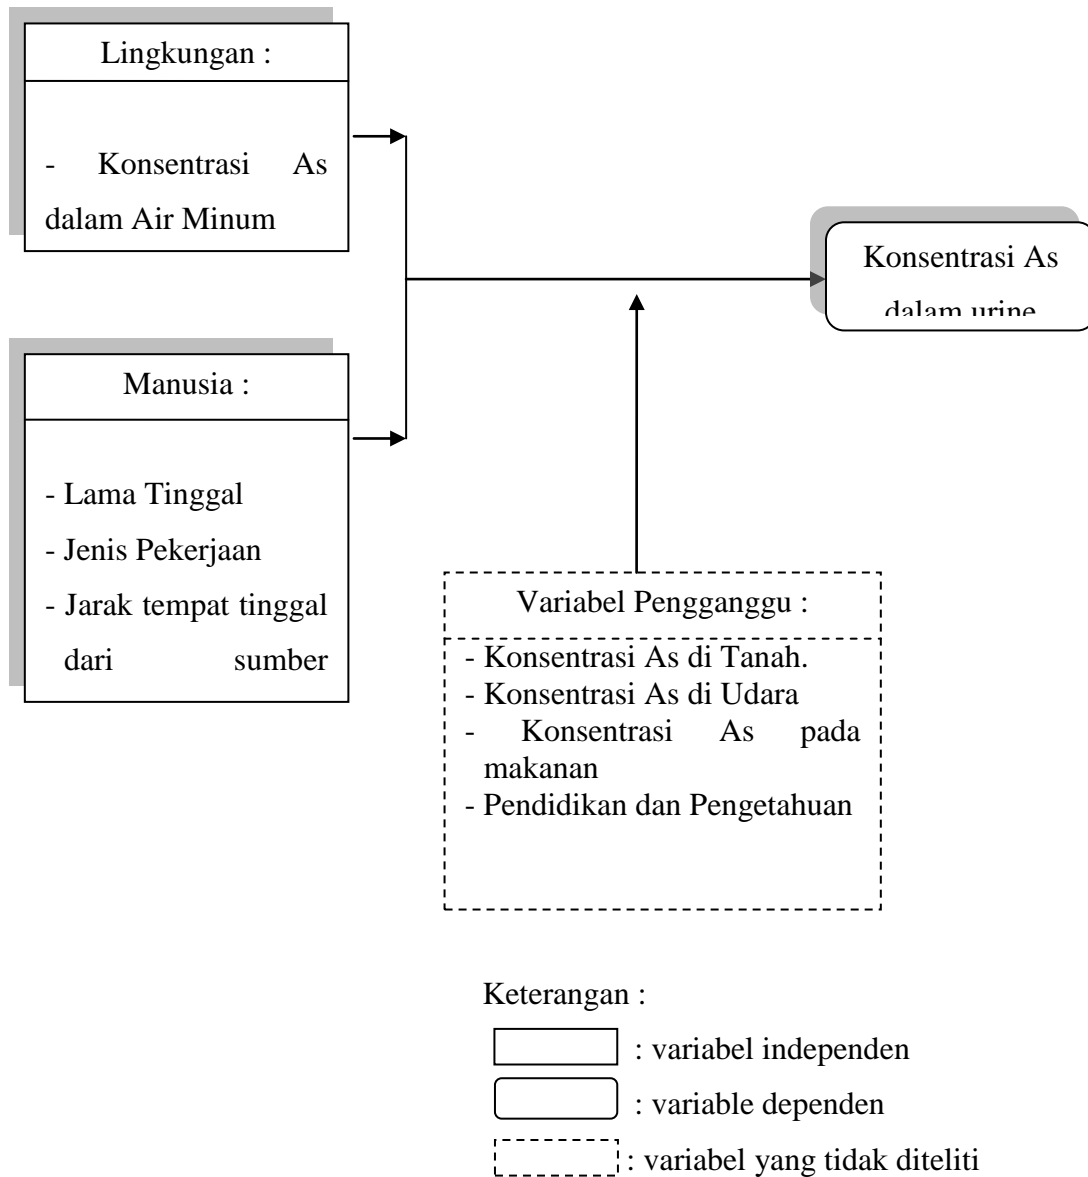 Lingkungan :
- Konsentrasi As
dalam Air Minum
Konsentrasi As
dalam urine
Manusia :
- Lama Tinggal
- Jenis Pekerjaan
- Jarak tempat tinggal
dari sumber
Variabel Pengganggu :
- Konsentrasi As di Tanah.
- Konsentrasi As di Udara
- Konsentrasi As pada
makanan
- Pendidikan dan Pengetahuan
Keterangan :
: variabel independen
: variable dependen
: variabel yang tidak diteliti